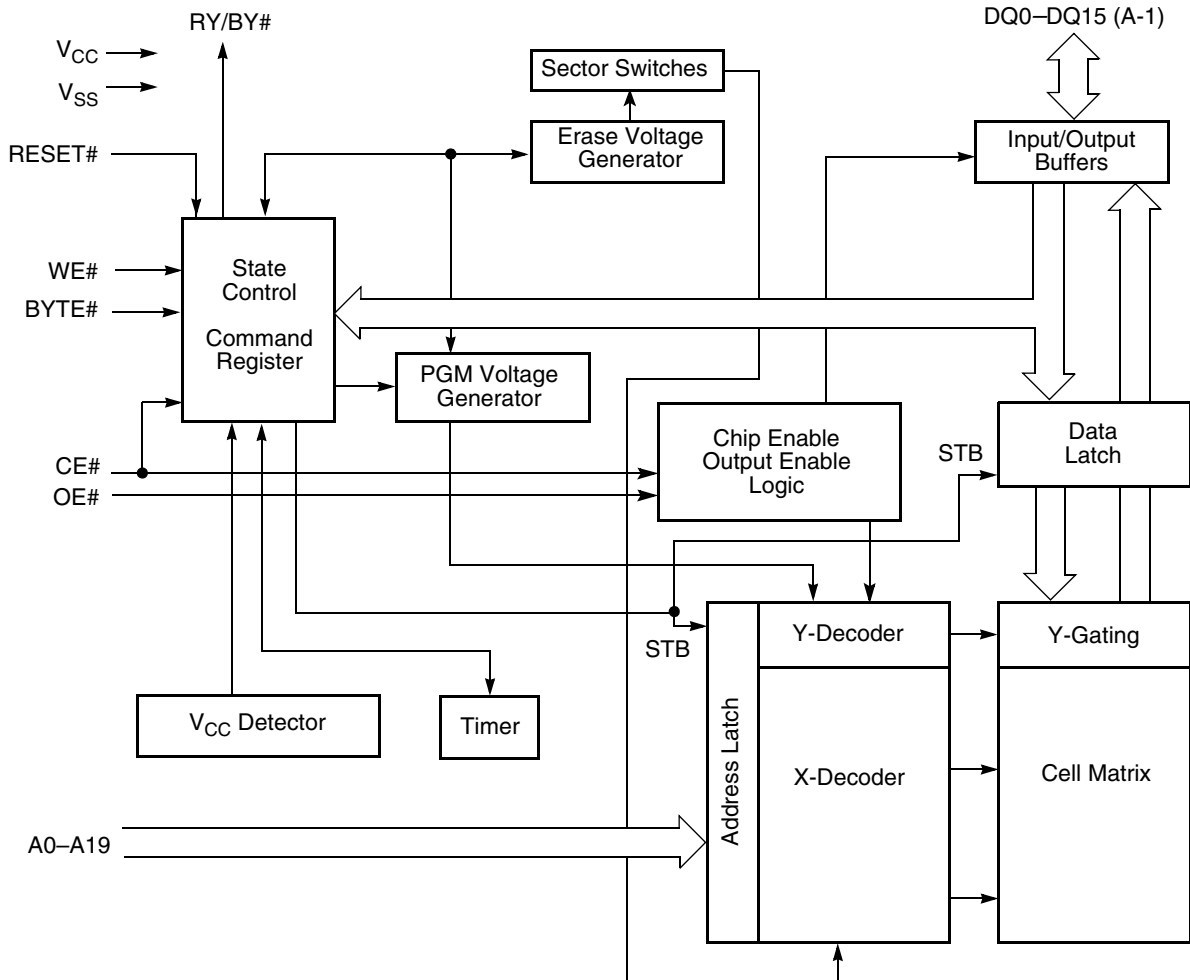 RY/BY#
DQ0–DQ15 (A-1)
VCC
VSS
Sector Switches
RESET#
Erase Voltage
Generator
Input/Output
Buffers
WE#
BYTE#
State
Control
Command
Register
PGM Voltage
Generator
CE#
OE#
Chip Enable
Output Enable
Logic
STB
Data
Latch
STB
Y-Decoder
Y-Gating
VCC Detector
Timer
Address Latch
X-Decoder
Cell Matrix
A0–A19